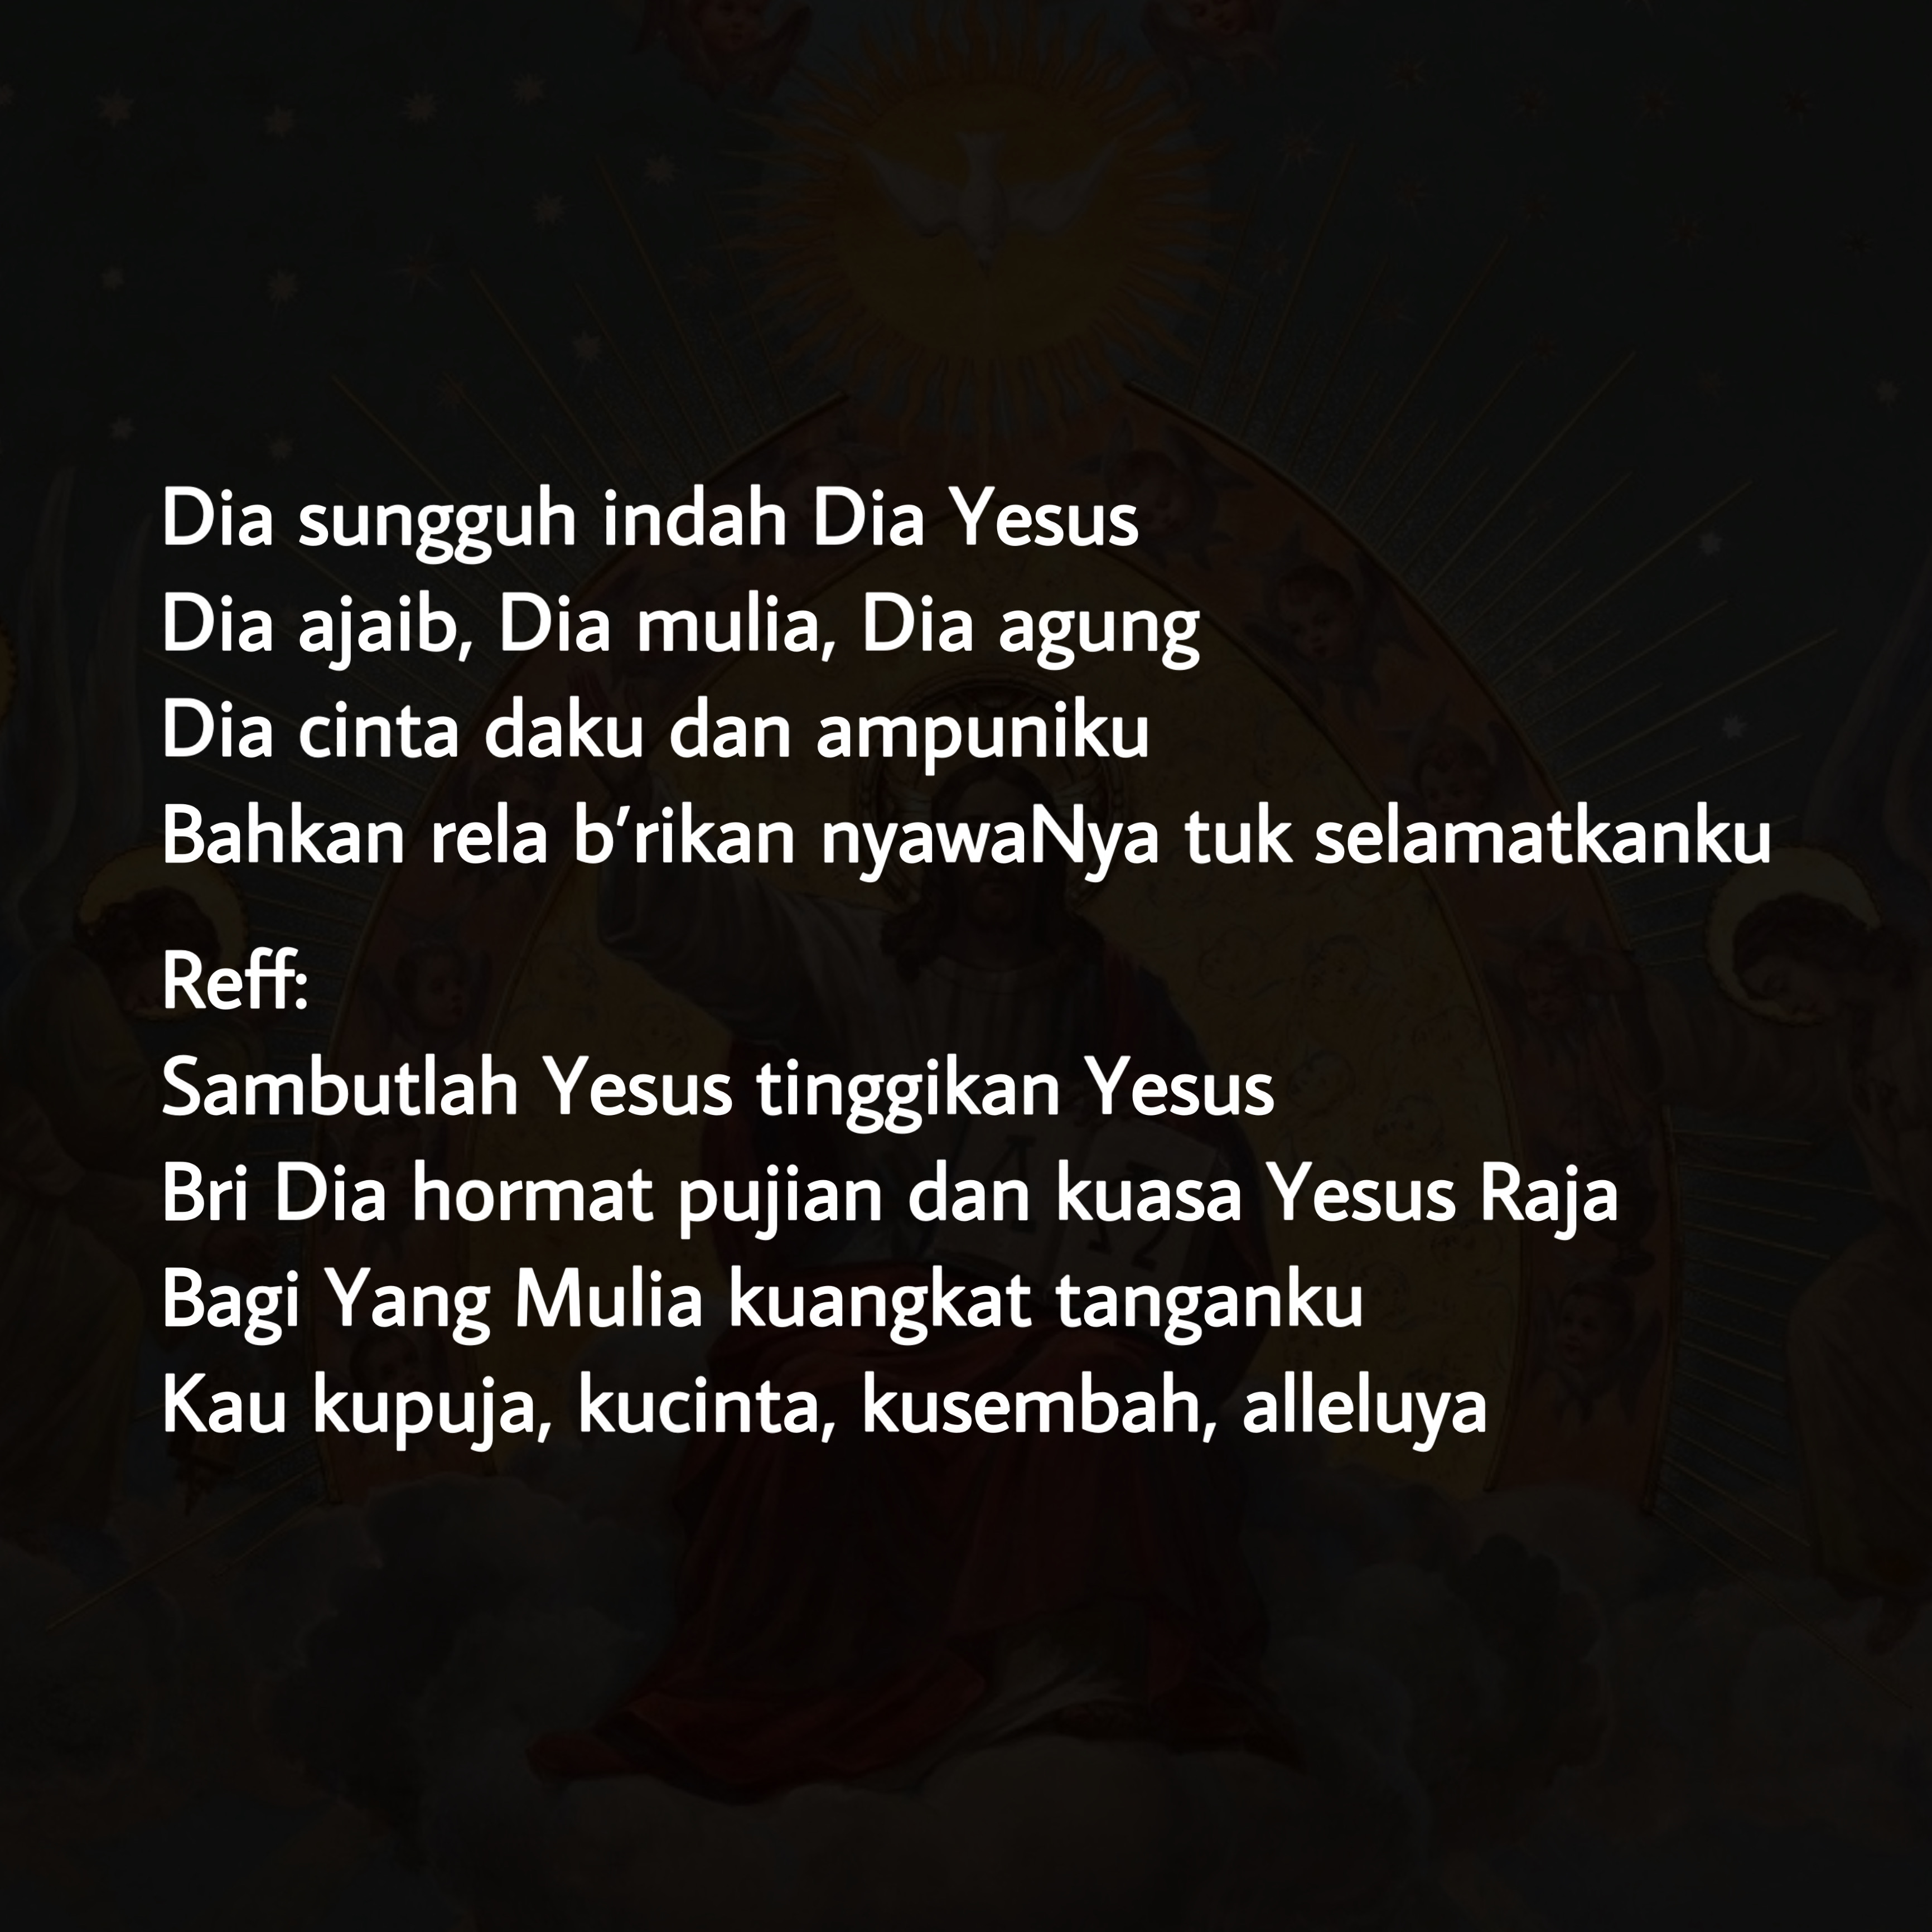 Dia sungguh indah Dia Yesus
Dia ajaib, Dia mulia, Dia agung
Dia cinta daku dan ampuniku
Bahkan rela b’rikan nyawaNya tuk selamatkanku
Reff:
Sambutlah Yesus tinggikan Yesus
Bri Dia hormat pujian dan kuasa Yesus Raja
Bagi Yang Mulia kuangkat tanganku
Kau kupuja, kucinta, kusembah, alleluya